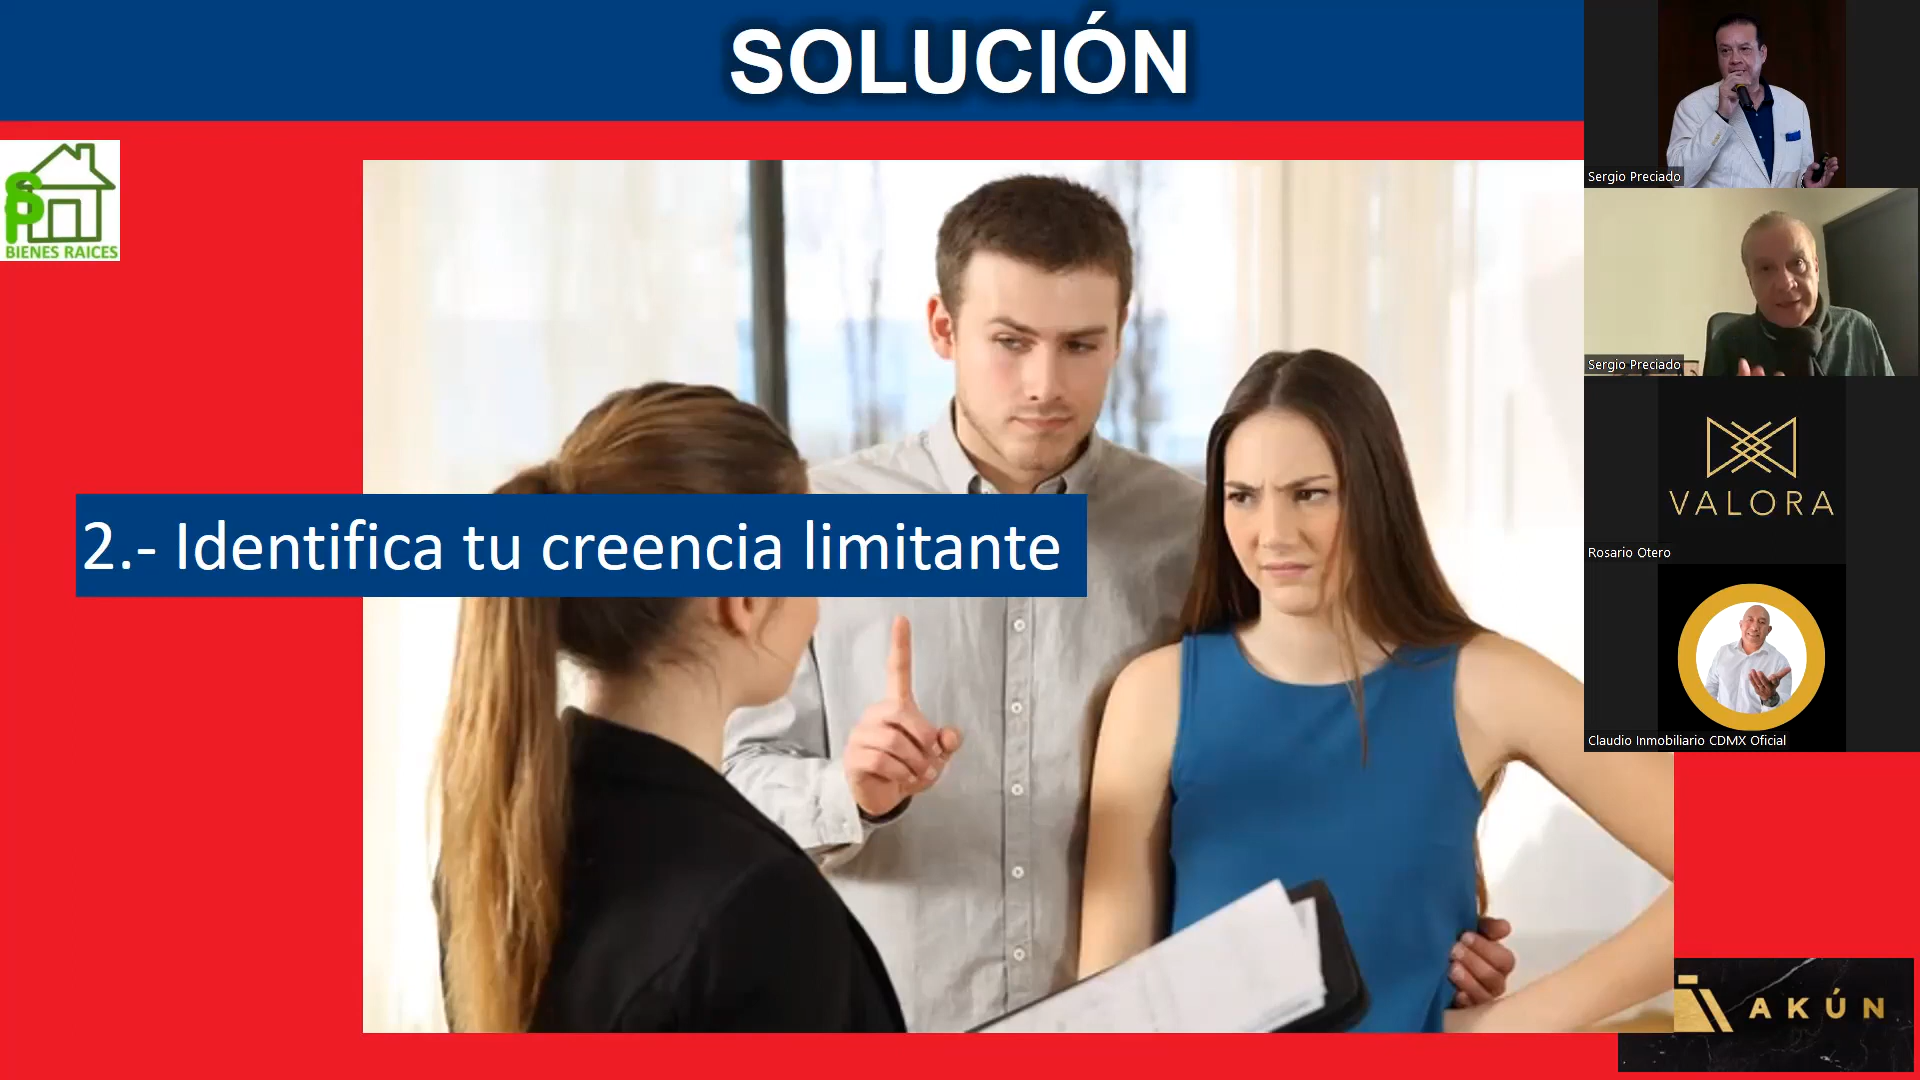 SOLUCIÓN
SP
BIENES RAICES
2.- Identifica tu creencia limitante
Sergio Preciado
Sergio Preciado
VALORA
Rosario Otero
Claudio Inmobiliario CDMX Oficial
AKÚN